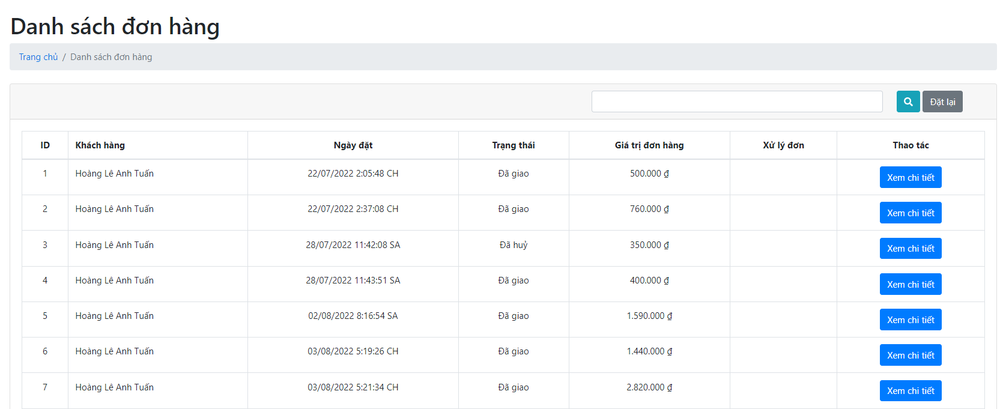 Danh sách đơn hàng
Trang chủ / Danh sách đơn hàng
Đặt lại
ID Khách hàng Ngày đặt Trạng thái Giá trị đơn hàng Xử lý đơn Thao tác
1 Hoàng Lê Anh Tuấn 22/07/2022 2:05:48 CH Đã giao 500.000 ₫ Xem chi tiết
2 Hoàng Lê Anh Tuấn 22/07/2022 2:37:08 CH Đã giao 760.000 ₫ Xem chi tiết
3 Hoàng Lê Anh Tuấn 28/07/2022 11:42:08 SA Đã huỷ 350.000 ₫ Xem chi tiết
4 Hoàng Lê Anh Tuấn 28/07/2022 11:43:51 SA Đã giao 400.000 ₫ Xem chi tiết
5 Hoàng Lê Anh Tuấn 02/08/2022 8:16:54 SA Đã giao 1.590.000 ₫ Xem chi tiết
6 Hoàng Lê Anh Tuấn 03/08/2022 5:19:26 CH Đã giao 1.440.000 ₫ Xem chi tiết
7 Hoàng Lê Anh Tuấn 03/08/2022 5:21:34 CH Đã giao 2.820.000 ₫ Xem chi tiết